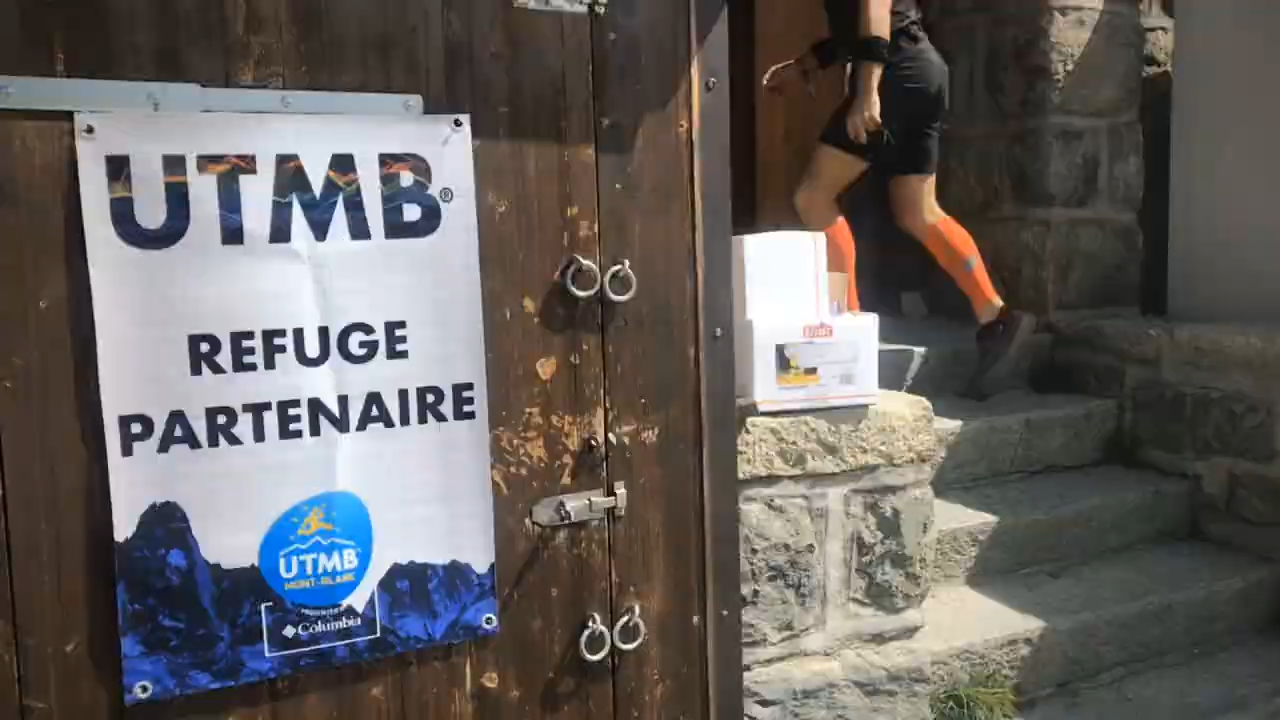 UTMB®
REFUGE
PARTENAIRE
UTMB
MONT-BLANC
Columbia